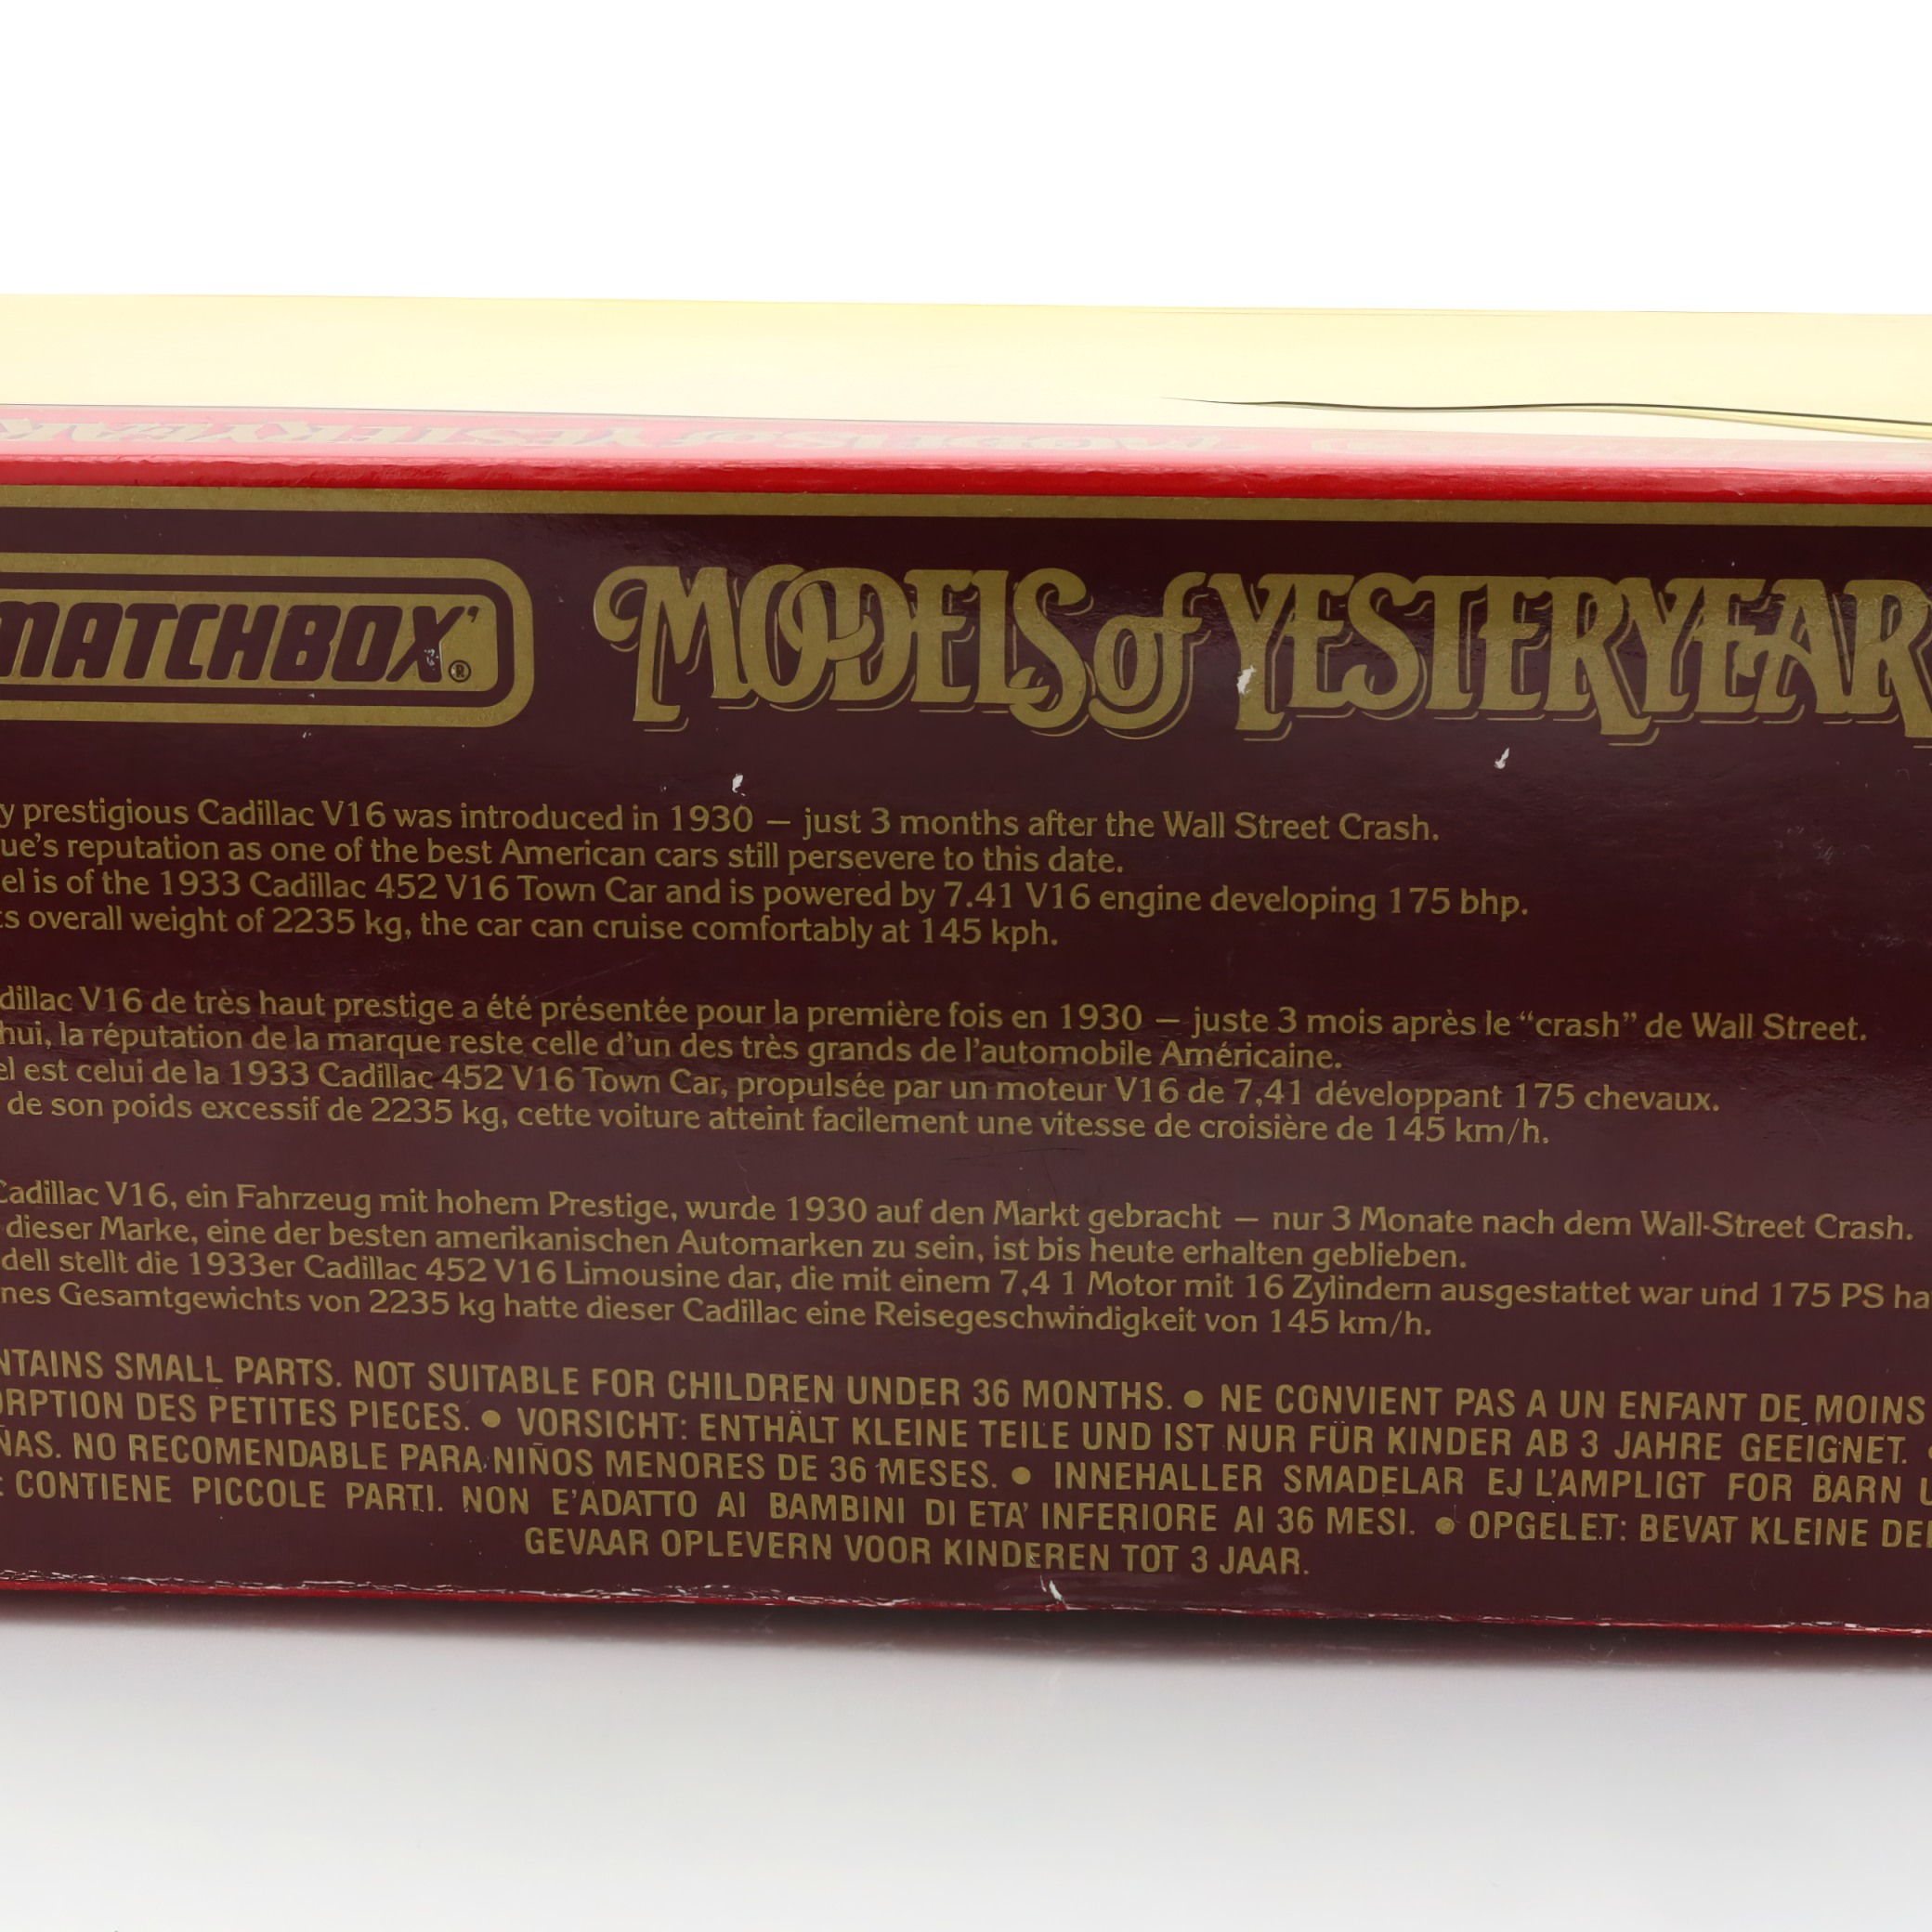 MATCHBOX® MODELS of YESTERYEAR
y prestigious Cadillac V16 was introduced in 1930 — just 3 months after the Wall Street Crash.
ue's reputation as one of the best American cars still persevere to this date.
el is of the 1933 Cadillac 452 V16 Town Car and is powered by 7.41 V16 engine developing 175 bhp.
ts overall weight of 2235 kg, the car can cruise comfortably at 145 kph.
dillac V16 de très haut prestige a été présentée pour la première fois en 1930 — juste 3 mois après le “crash” de Wall Street.
hui, la réputation de la marque reste celle d'un des très grands de l'automobile Américaine.
el est celui de la 1933 Cadillac 452 V16 Town Car, propulsée par un moteur V16 de 7,41 développant 175 chevaux.
de son poids excessif de 2235 kg, cette voiture atteint facilement une vitesse de croisière de 145 km/h.
Cadillac V16, ein Fahrzeug mit hohem Prestige, wurde 1930 auf den Markt gebracht — nur 3 Monate nach dem Wall-Street Crash.
dieser Marke, eine der besten amerikanischen Automarken zu sein, ist bis heute erhalten geblieben.
dell stellt die 1933er Cadillac 452 V16 Limousine dar, die mit einem 7,4 1 Motor mit 16 Zylindern ausgestattet war und 175 PS ha
nes Gesamtgewichts von 2235 kg hatte dieser Cadillac eine Reisegeschwindigkeit von 145 km/h.
NTAINS SMALL PARTS. NOT SUITABLE FOR CHILDREN UNDER 36 MONTHS. ● NE CONVIENT PAS A UN ENFANT DE MOINS
ORPTION DES PETITES PIECES. ● VORSICHT: ENTHÄLT KLEINE TEILE UND IST NUR FÜR KINDER AB 3 JAHRE GEEIGNET.
ÑAS. NO RECOMENDABLE PARA NIÑOS MENORES DE 36 MESES. ● INNEHALLER SMADELAR EJ L'AMPLIGT FOR BARN U
CONTIENE PICCOLE PARTI. NON E'ADATTO AI BAMBINI DI ETA' INFERIORE AI 36 MESI. ● OPGELET: BEVAT KLEINE DEL
GEVAAR OPLEVERN VOOR KINDEREN TOT 3 JAAR.